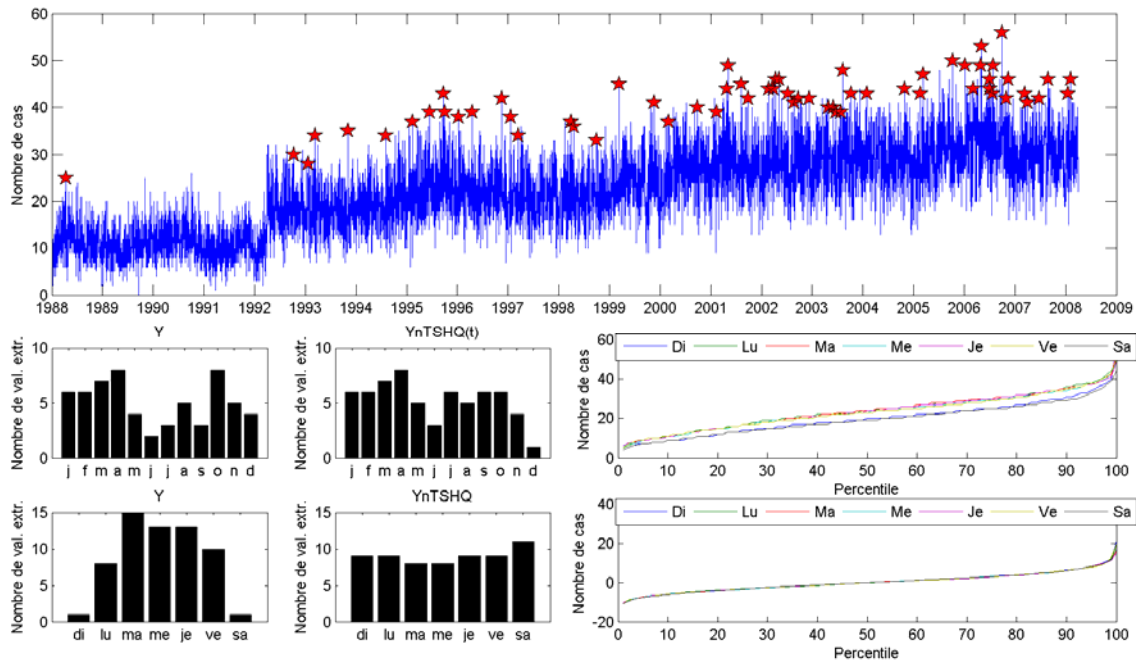 60
50
40
30
20
10
0
Nombre de cas
1988 1989 1990 1991 1992 1993 1994 1995 1996 1997 1998 1999 2000 2001 2002 2003 2004 2005 2006 2007 2008 2009
Y
10
5
0
Nombre de val. extr.
j f m a m j j a s o n d
YnTSHQ(t)
10
5
0
Nombre de val. extr.
j f m a m j j a s o n d
60
40
20
0
Nombre de cas
Di Lu Ma Me Je Ve Sa
0 10 20 30 40 50 60 70 80 90 100
Percentile
Y
15
10
5
0
Nombre de val. extr.
di lu ma me je ve sa
YnTSHQ
15
10
5
0
Nombre de val. extr.
di lu ma me je ve sa
40
20
0
-20
Nombre de cas
Di Lu Ma Me Je Ve Sa
0 10 20 30 40 50 60 70 80 90 100
Percentile